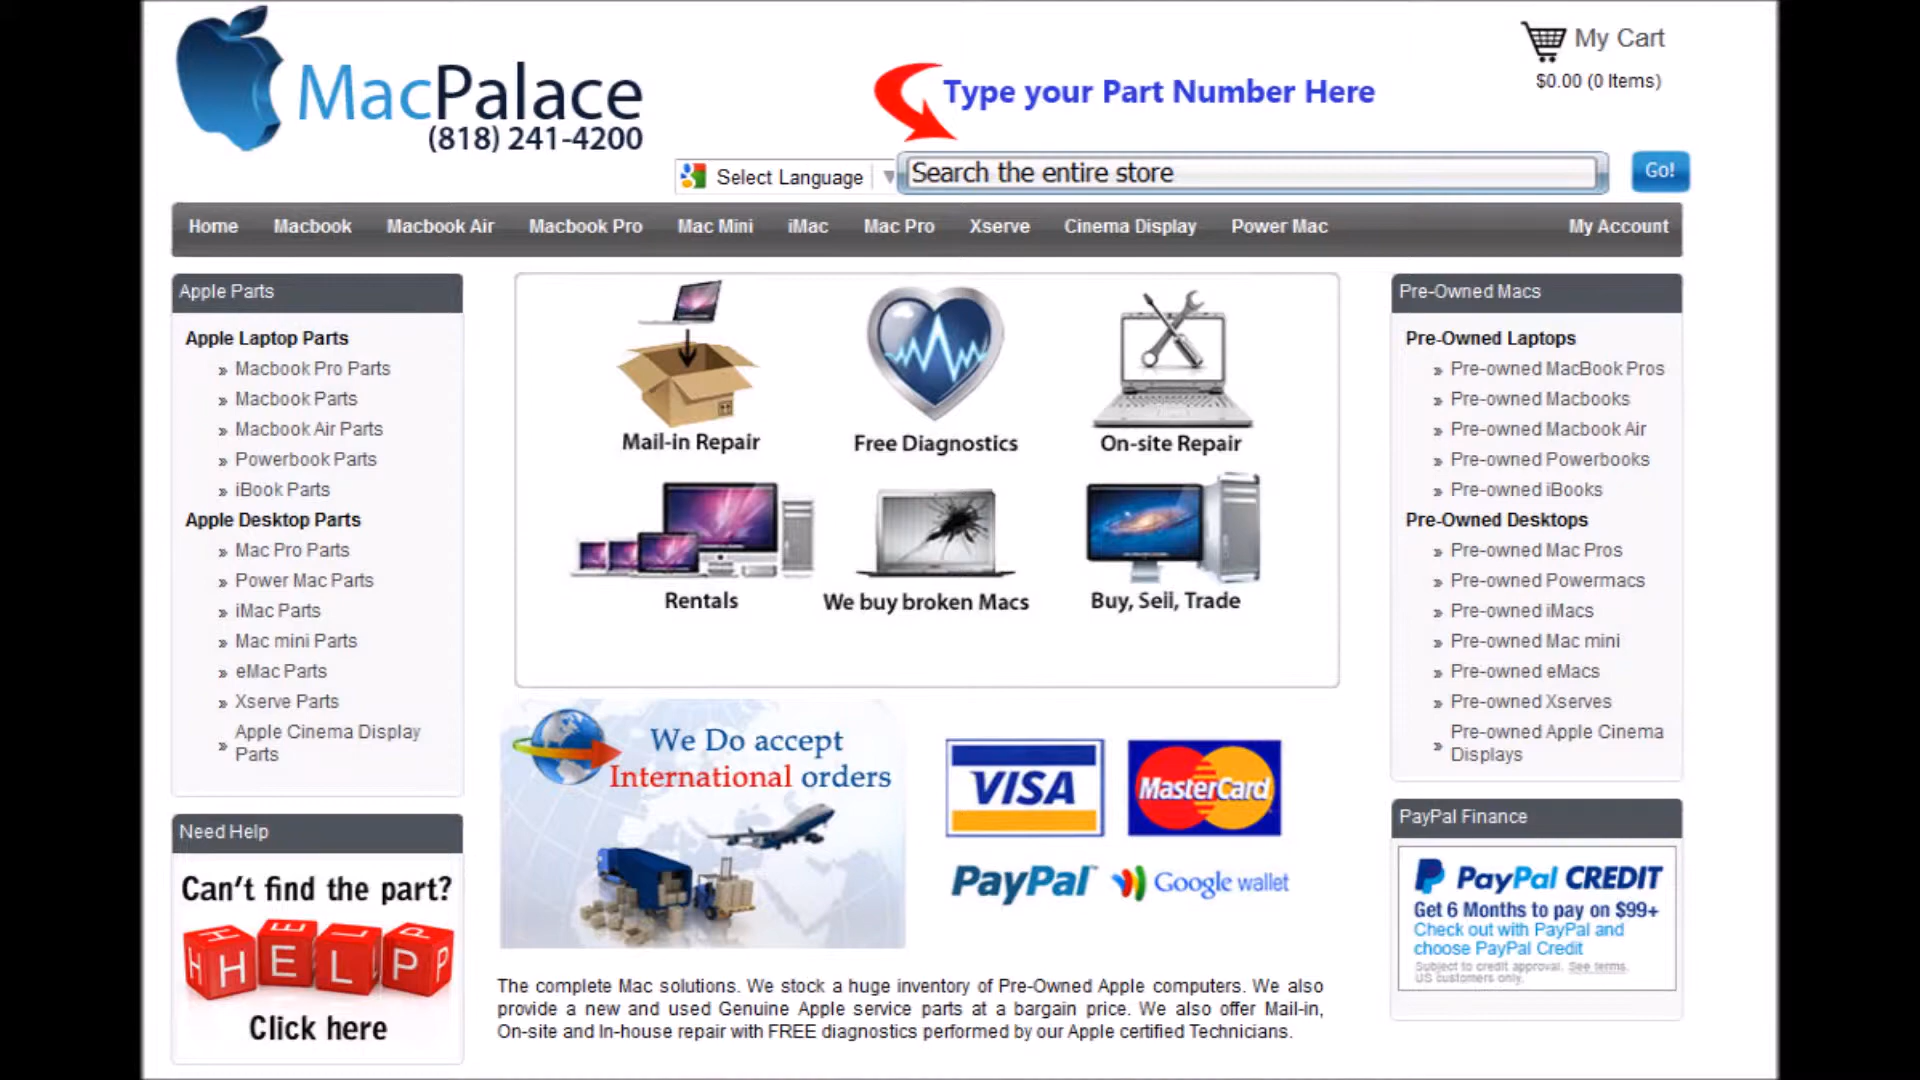 MacPalace
(818) 241-4200
Type your Part Number Here
My Cart
$0.00 (0 Items)
Select Language
Search the entire store
Go!
Home Macbook Macbook Air Macbook Pro Mac Mini iMac Mac Pro Xserve Cinema Display Power Mac My Account
Apple Parts
Apple Laptop Parts
» Macbook Pro Parts
» Macbook Parts
» Macbook Air Parts
» Powerbook Parts
» iBook Parts
Apple Desktop Parts
» Mac Pro Parts
» Power Mac Parts
» iMac Parts
» Mac mini Parts
» eMac Parts
» Xserve Parts
» Apple Cinema Display
Parts
Need Help
Can't find the part?
HELP
Click here
Mail-in Repair
Free Diagnostics
On-site Repair
Rentals
We buy broken Macs
Buy, Sell, Trade
We Do accept
International orders
VISA
MasterCard
PayPal
Google wallet
The complete Mac solutions. We stock a huge inventory of Pre-Owned Apple computers. We also
provide a new and used Genuine Apple service parts at a bargain price. We also offer Mail-in,
On-site and In-house repair with FREE diagnostics performed by our Apple certified Technicians.
Pre-Owned Macs
Pre-Owned Laptops
» Pre-owned MacBook Pros
» Pre-owned Macbooks
» Pre-owned Macbook Air
» Pre-owned Powerbooks
» Pre-owned iBooks
Pre-Owned Desktops
» Pre-owned Mac Pros
» Pre-owned Powermacs
» Pre-owned iMacs
» Pre-owned Mac mini
» Pre-owned eMacs
» Pre-owned Xserves
» Pre-owned Apple Cinema
Displays
PayPal Finance
PayPal CREDIT
Get 6 Months to pay on $99+
Check out with PayPal and
choose PayPal Credit
Subject to credit approval. See terms.
US customers only.